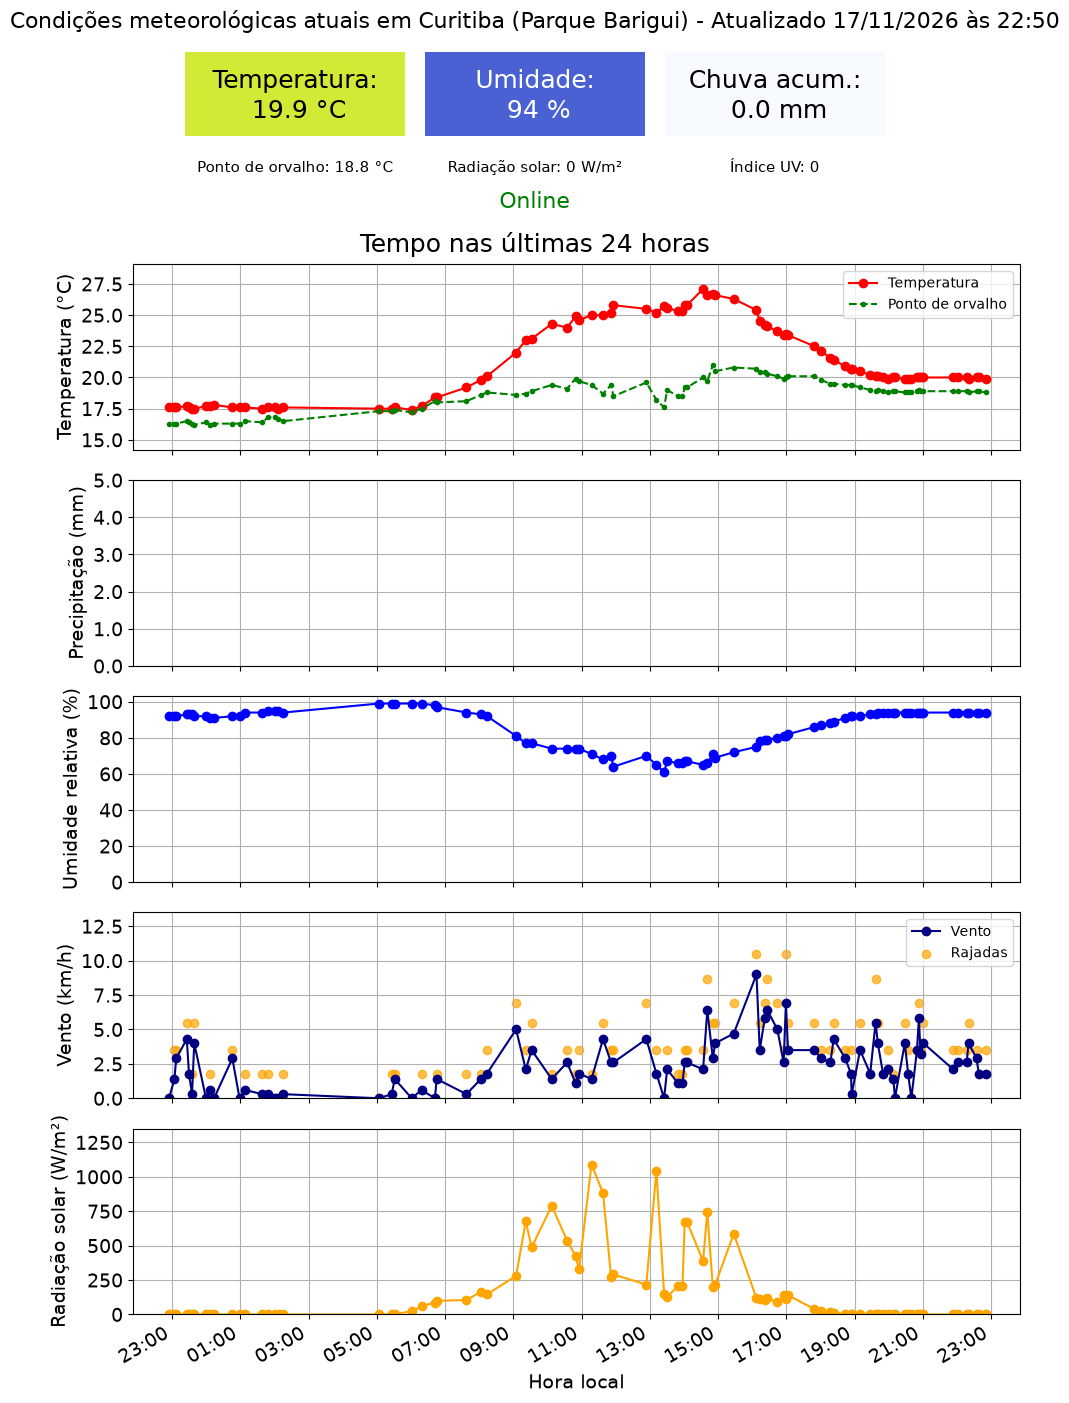 Condições meteorológicas atuais em Curitiba (Parque Barigui) - Atualizado 17/11/2026 às 22:50
Temperatura:
19.9 °C
Umidade:
94 %
Chuva acum.:
0.0 mm
Ponto de orvalho: 18.8 °C
Radiação solar: 0 W/m²
Índice UV: 0
Online
Tempo nas últimas 24 horas
Temperatura (°C)
27.5
25.0
22.5
20.0
17.5
15.0
Temperatura
Ponto de orvalho
Precipitação (mm)
5.0
4.0
3.0
2.0
1.0
0.0
Umidade relativa (%)
100
80
60
40
20
0
Vento (km/h)
12.5
10.0
7.5
5.0
2.5
0.0
Vento
Rajadas
Radiação solar (W/m²)
1250
1000
750
500
250
0
23:00
01:00
03:00
05:00
07:00
09:00
11:00
13:00
15:00
17:00
19:00
21:00
23:00
Hora local